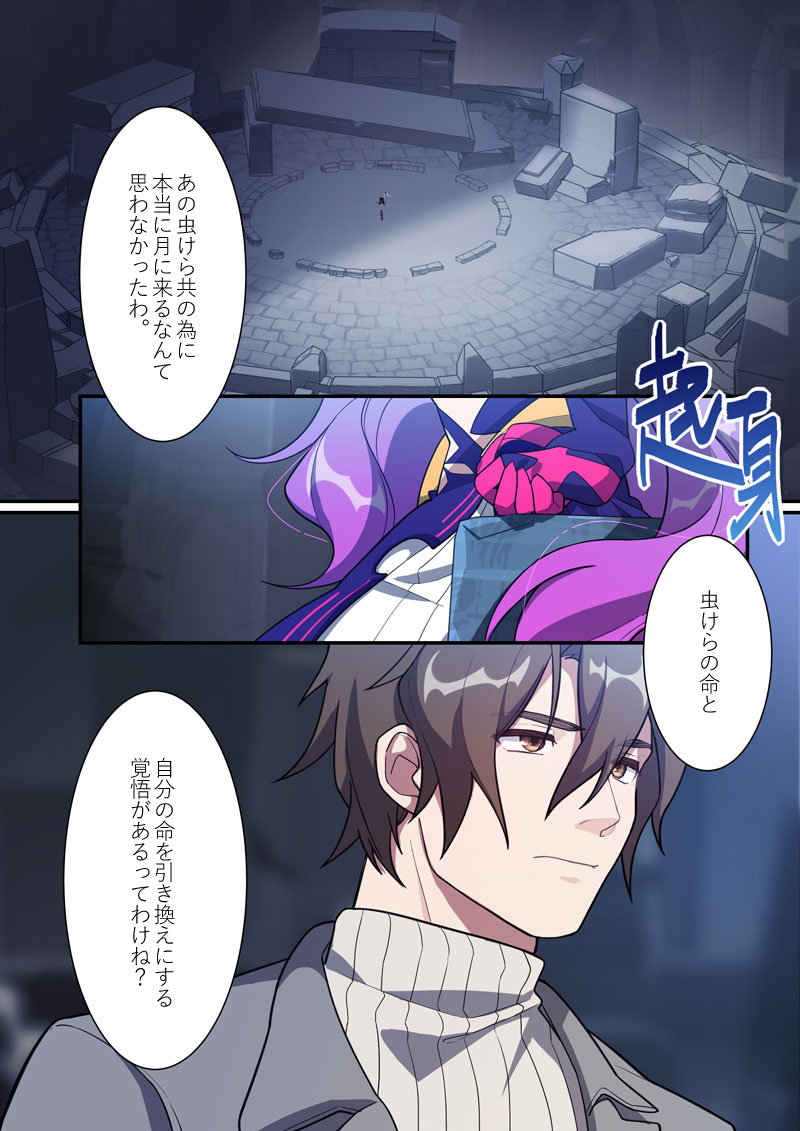 あの虫けら共の為に
本当に月に来るなんて
思わなかったわ。
起身
虫けらの命と
自分の命を引き換えにする
覚悟があるってわけね？